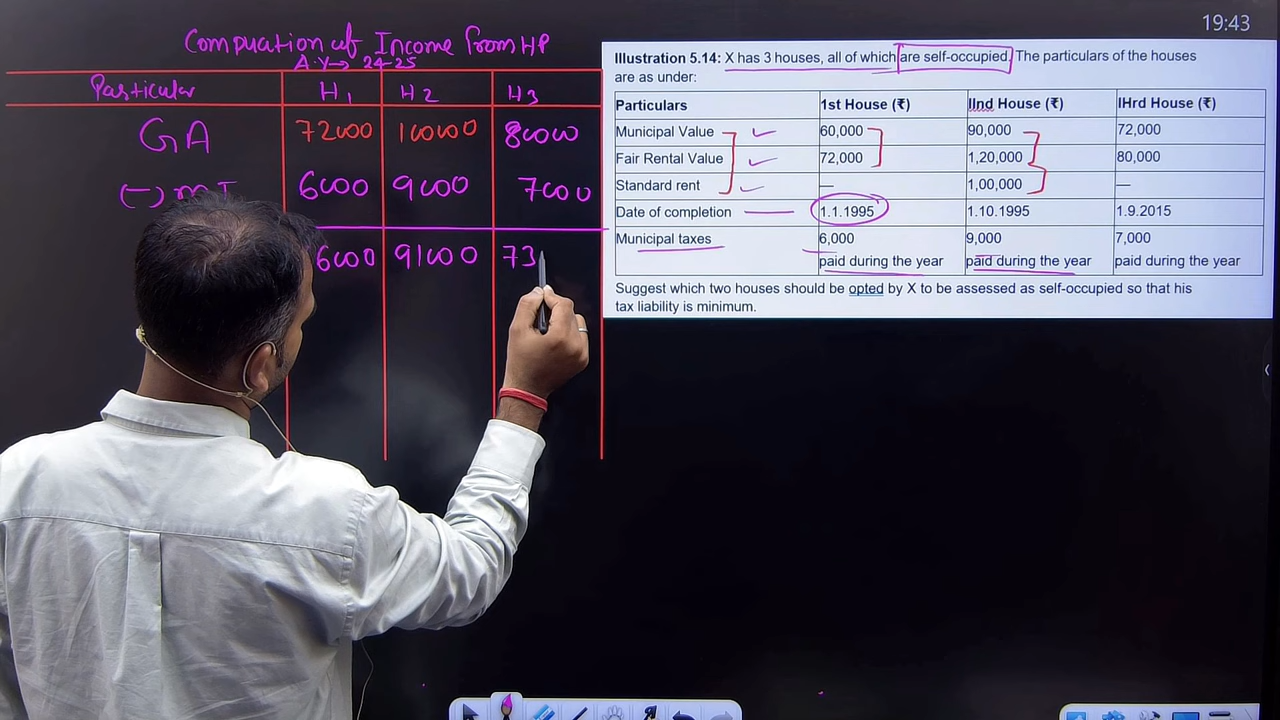 19:43
Compuation of Income from HP
A.Y→ 24-25
Particular H1 H2 H3
GA 72000 100000 80000
(-) 6000 9000 7000
6000 91000 73
Illustration 5.14: X has 3 houses, all of which are self-occupied. The particulars of the houses
are as under:
Particulars 1st House (₹) IInd House (₹) IHrd House (₹)
Municipal Value 60,000 90,000 72,000
Fair Rental Value 72,000 1,20,000 80,000
Standard rent — 1,00,000 —
Date of completion 1.1.1995 1.10.1995 1.9.2015
Municipal taxes 6,000 9,000 7,000
paid during the year paid during the year paid during the year
Suggest which two houses should be opted by X to be assessed as self-occupied so that his
tax liability is minimum.